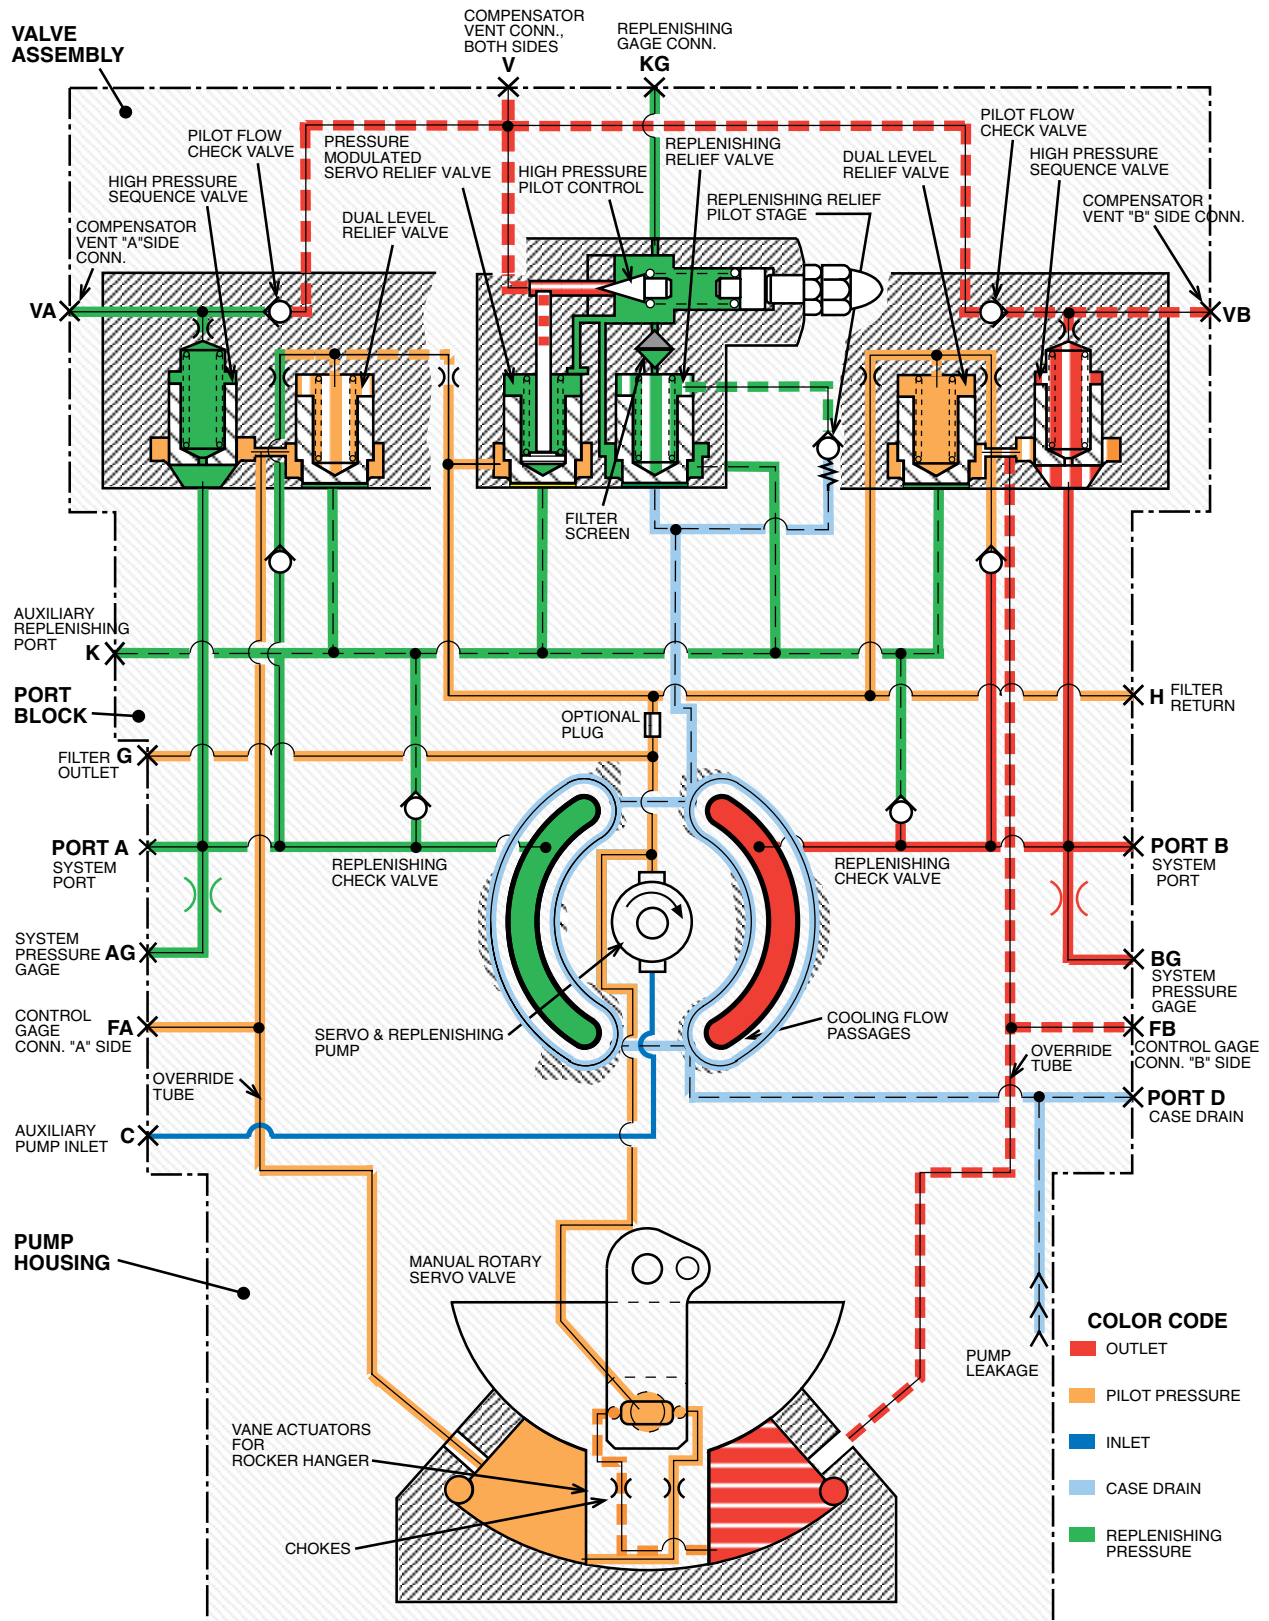 VALVE
ASSEMBLY
COMPENSATOR
VENT CONN.,
BOTH SIDES
V
REPLENISHING
GAGE CONN.
KG
PILOT FLOW
CHECK VALVE
PRESSURE
MODULATED
SERVO RELIEF VALVE
HIGH PRESSURE
PILOT CONTROL
REPLENISHING
RELIEF VALVE
REPLENISHING RELIEF
PILOT STAGE
DUAL LEVEL
RELIEF VALVE
PILOT FLOW
CHECK VALVE
HIGH PRESSURE
SEQUENCE VALVE
HIGH PRESSURE
SEQUENCE VALVE
DUAL LEVEL
RELIEF VALVE
COMPENSATOR
VENT "A"SIDE
CONN.
COMPENSATOR
VENT "B" SIDE CONN.
VA
VB
FILTER
SCREEN
AUXILIARY
REPLENISHING
PORT
K
PORT
BLOCK
OPTIONAL
PLUG
H FILTER
RETURN
FILTER G
OUTLET
PORT A
SYSTEM
PORT
REPLENISHING
CHECK VALVE
REPLENISHING
CHECK VALVE
PORT B
SYSTEM
PORT
SYSTEM
PRESSURE AG
GAGE
BG
SYSTEM
PRESSURE
GAGE
CONTROL
GAGE FA
CONN. "A" SIDE
SERVO & REPLENISHING
PUMP
COOLING FLOW
PASSAGES
FB
CONTROL GAGE
CONN. "B" SIDE
OVERRIDE
TUBE
OVERRIDE
TUBE
PORT D
CASE DRAIN
AUXILIARY C
PUMP INLET
PUMP
HOUSING
MANUAL ROTARY
SERVO VALVE
PUMP
LEAKAGE
COLOR CODE
OUTLET
PILOT PRESSURE
INLET
CASE DRAIN
REPLENISHING
PRESSURE
VANE ACTUATORS
FOR
ROCKER HANGER
CHOKES